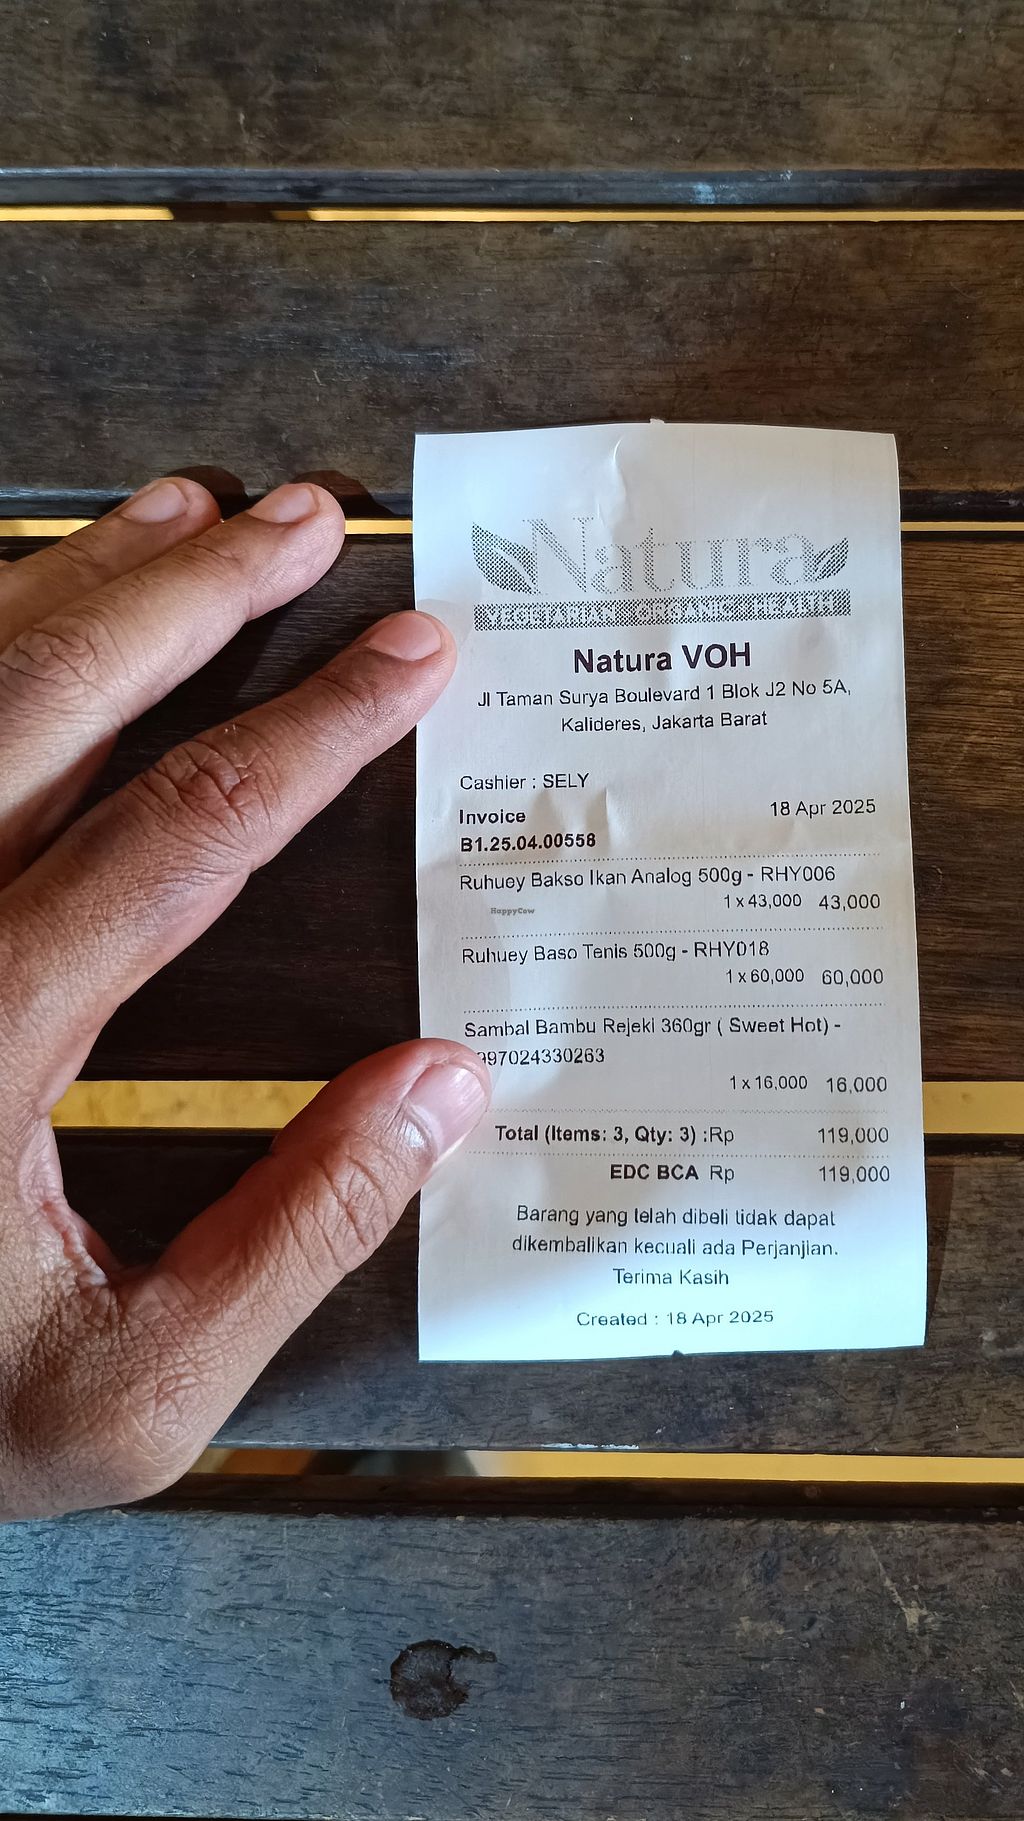 Natura
VEGETARIAN ORGANIC HEALTH
Natura VOH
Jl Taman Surya Boulevard 1 Blok J2 No 5A,
Kalideres, Jakarta Barat
Cashier : SELY
Invoice 18 Apr 2025
B1.25.04.00558
Ruhuey Bakso Ikan Analog 500g - RHY006
1 x 43,000 43,000
HappyCow
Ruhuey Baso Tenis 500g - RHY018
1 x 60,000 60,000
Sambal Bambu Rejeki 360gr ( Sweet Hot) -
997024330263
1 x 16,000 16,000
Total (Items: 3, Qty: 3) :Rp 119,000
EDC BCA Rp 119,000
Barang yang telah dibeli tidak dapat
dikembalikan kecuali ada Perjanjian.
Terima Kasih
Created : 18 Apr 2025